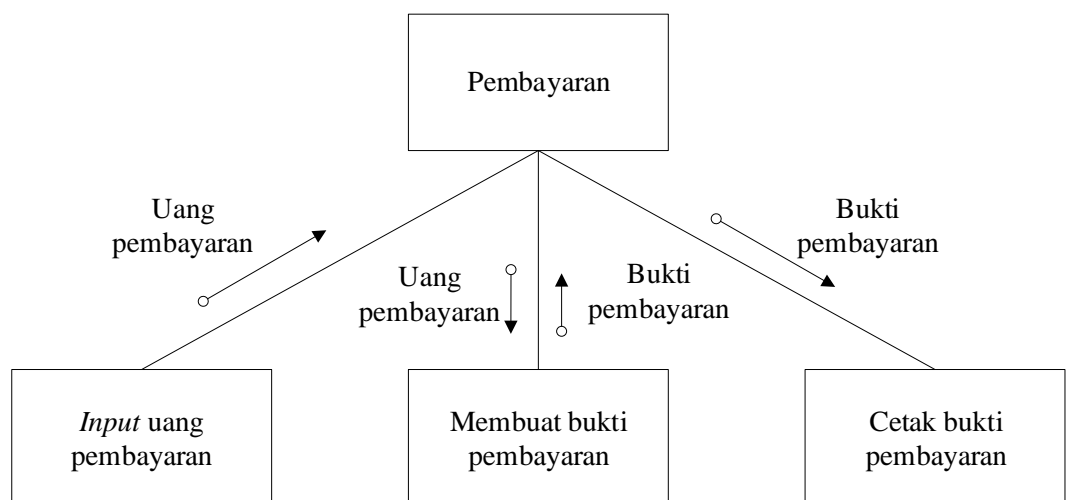 Pembayaran
Uang
pembayaran
Bukti
pembayaran
Uang
pembayaran
Bukti
pembayaran
Input uang
pembayaran
Membuat bukti
pembayaran
Cetak bukti
pembayaran